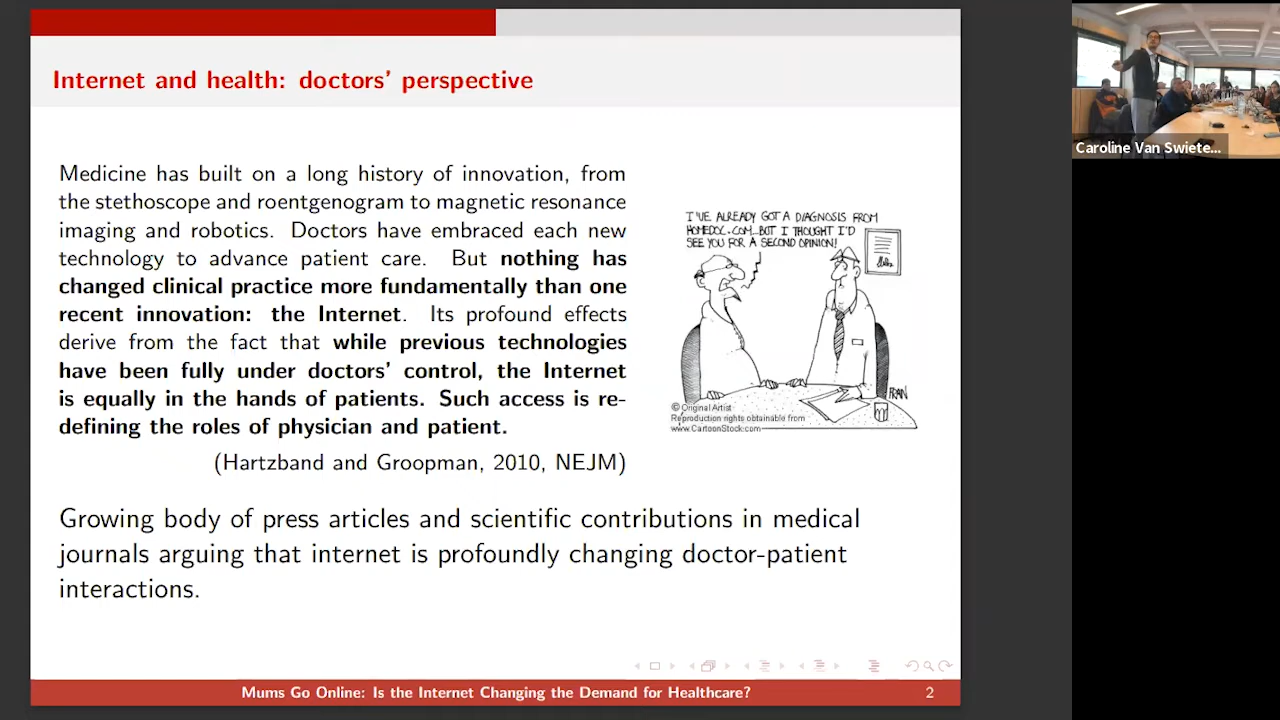 Internet and health: doctors' perspective
Medicine has built on a long history of innovation, from
the stethoscope and roentgenogram to magnetic resonance
imaging and robotics. Doctors have embraced each new
technology to advance patient care. But nothing has
changed clinical practice more fundamentally than one
recent innovation: the Internet. Its profound effects
derive from the fact that while previous technologies
have been fully under doctors' control, the Internet
is equally in the hands of patients. Such access is re-
defining the roles of physician and patient.
(Hartzband and Groopman, 2010, NEJM)
I'VE ALREADY GOT A DIAGNOSIS FROM
HOMEDOC.COM...BUT I THOUGHT I'D
SEE YOU FOR A SECOND OPINION!
FRAN
© Original Artist
Reproduction rights obtainable from
www.CartoonStock.com
Growing body of press articles and scientific contributions in medical
journals arguing that internet is profoundly changing doctor-patient
interactions.
Mums Go Online: Is the Internet Changing the Demand for Healthcare?
2
Caroline Van Swiete...